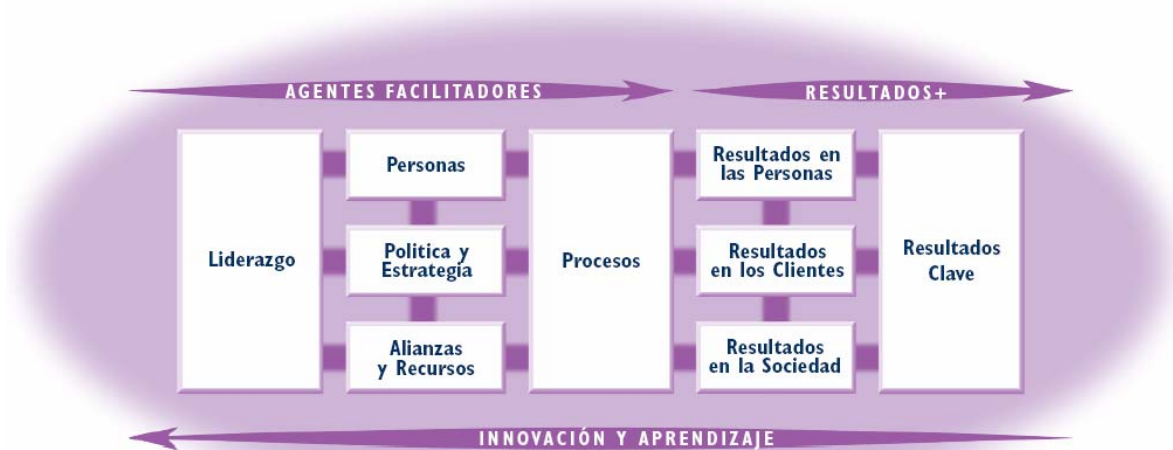 AGENTES FACILITADORES
RESULTADOS+
Liderazgo
Personas
Politica y
Estrategia
Alianzas
y Recursos
Procesos
Resultados en
las Personas
Resultados
en los Clientes
Resultados
en la Sociedad
Resultados
Clave
INNOVACIÓN Y APRENDIZAJE